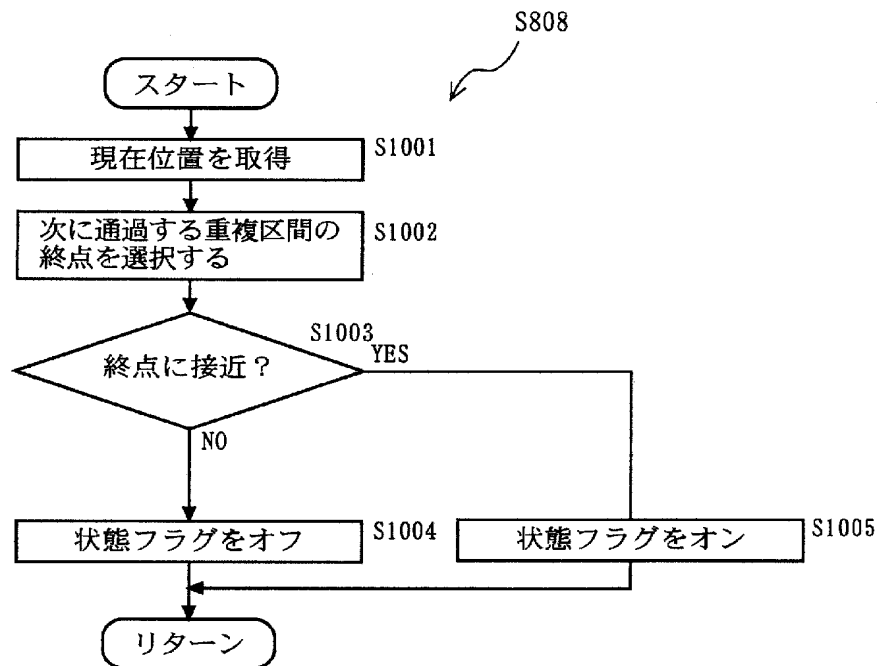 S808
スタート
現在位置を取得
S1001
次に通過する重複区間の
終点を選択する
S1002
S1003
終点に接近？
YES
NO
状態フラグをオフ
S1004
状態フラグをオン
S1005
リターン